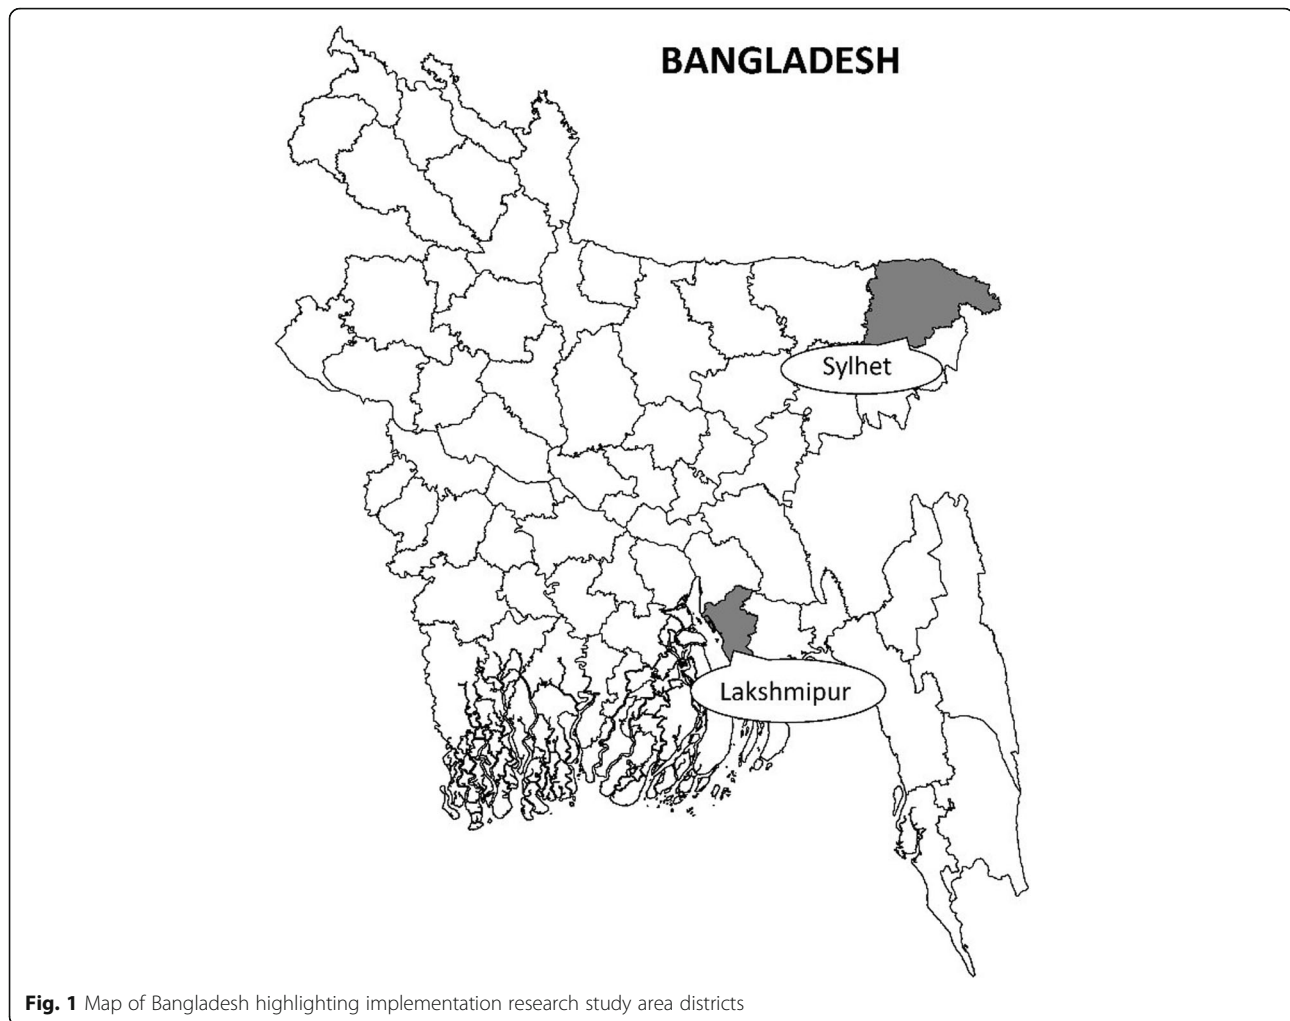 BANGLADESH
Sylhet
Lakshmipur
Fig. 1 Map of Bangladesh highlighting implementation research study area districts